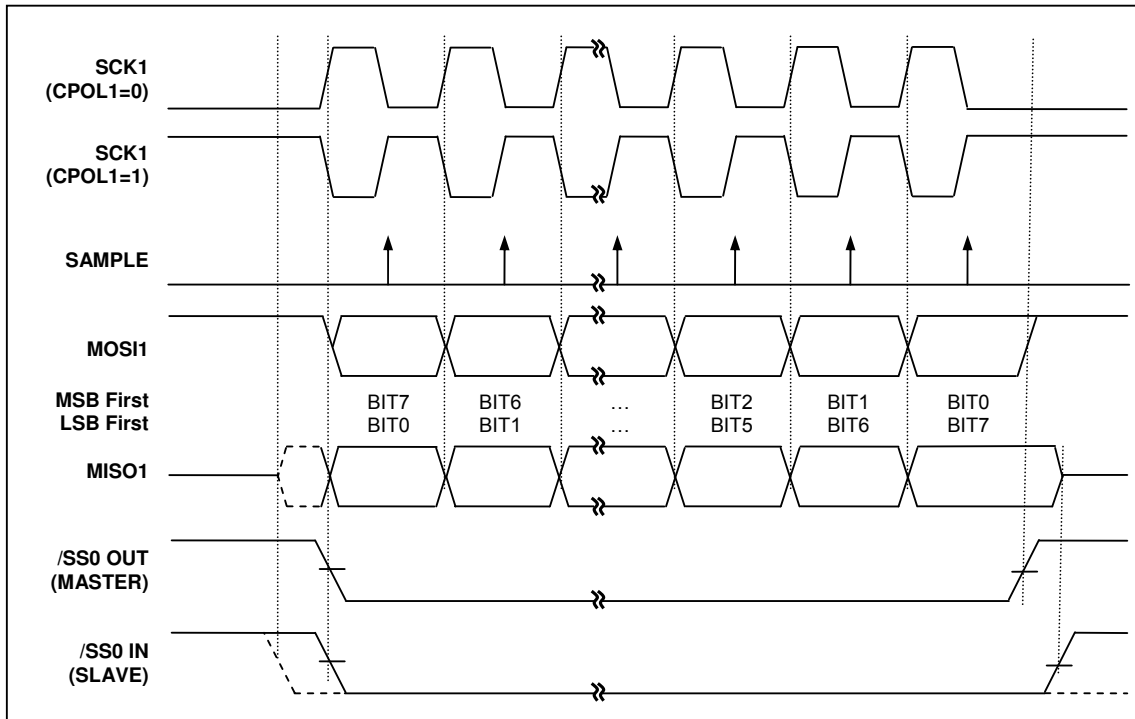 SCK1
(CPOL1=0)
SCK1
(CPOL1=1)
SAMPLE
MOSI1
MSB First BIT7 BIT6 ... BIT2 BIT1 BIT0
LSB First BIT0 BIT1 ... BIT5 BIT6 BIT7
MISO1
/SS0 OUT
(MASTER)
/SS0 IN
(SLAVE)